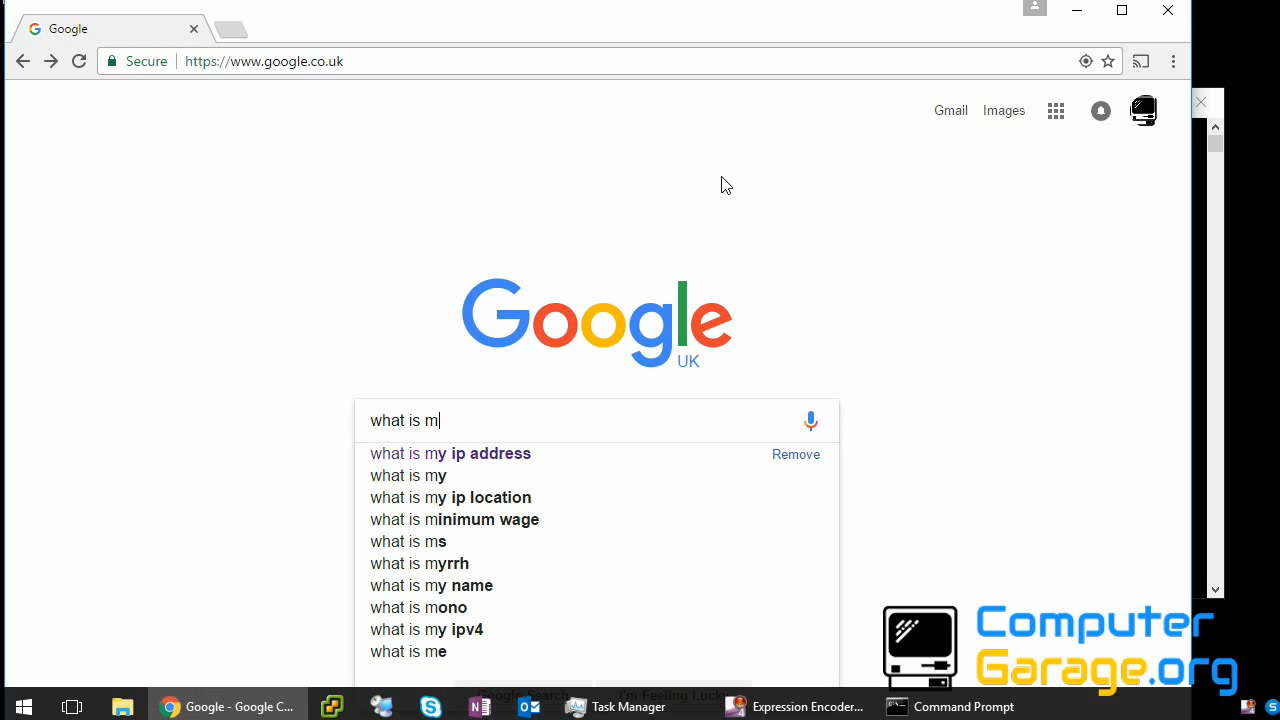 Google
Secure
https://www.google.co.uk
Gmail
Images
Google
UK
what is m
what is my ip address
Remove
what is my
what is my ip location
what is minimum wage
what is ms
what is myrrh
what is my name
what is mono
what is my ipv4
what is me
Google Search
I'm Feeling Lucky
Computer
Garage.org
Google - Google C...
Task Manager
Expression Encoder...
Command Prompt